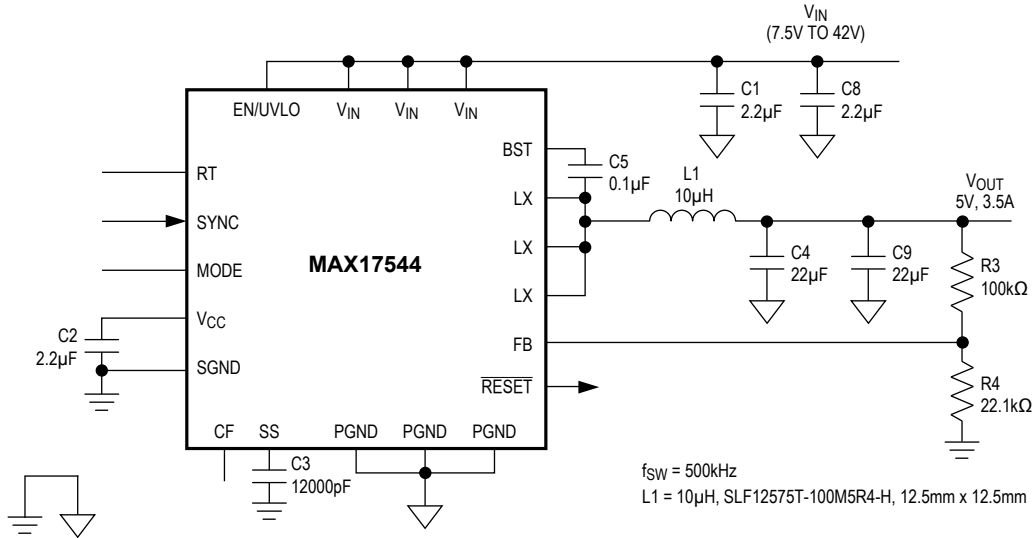 VIN
(7.5V TO 42V)
EN/UVLO
VIN
VIN
VIN
C1
2.2µF
C8
2.2µF
BST
C5
0.1µF
RT
LX
L1
10µH
VOUT
5V, 3.5A
SYNC
LX
MAX17544
MODE
C4
22µF
C9
22µF
R3
100kΩ
LX
VCC
C2
2.2µF
FB
SGND
RESET
R4
22.1kΩ
CF
SS
PGND
PGND
PGND
C3
12000pF
fSW = 500kHz
L1 = 10µH, SLF12575T-100M5R4-H, 12.5mm x 12.5mm